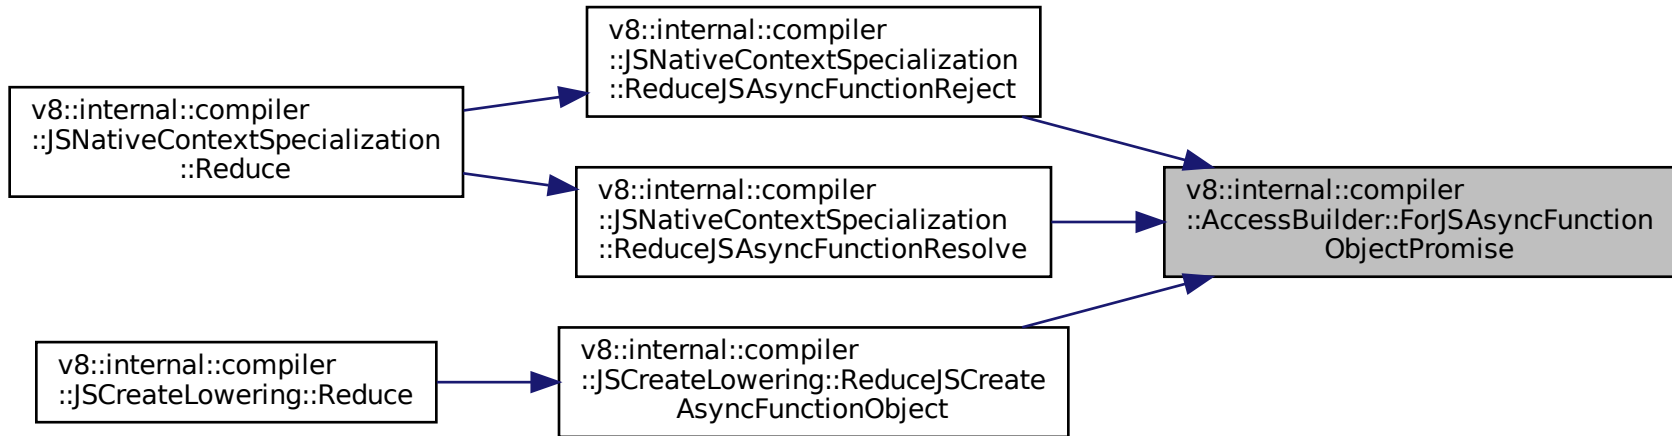 v8::internal::compiler
::JSNativeContextSpecialization
::ReduceJSAsyncFunctionReject
v8::internal::compiler
::JSNativeContextSpecialization
::Reduce
v8::internal::compiler
::JSNativeContextSpecialization
::ReduceJSAsyncFunctionResolve
v8::internal::compiler
::AccessBuilder::ForJSAsyncFunction
ObjectPromise
v8::internal::compiler
::JSCreateLowering::Reduce
v8::internal::compiler
::JSCreateLowering::ReduceJSCreate
AsyncFunctionObject